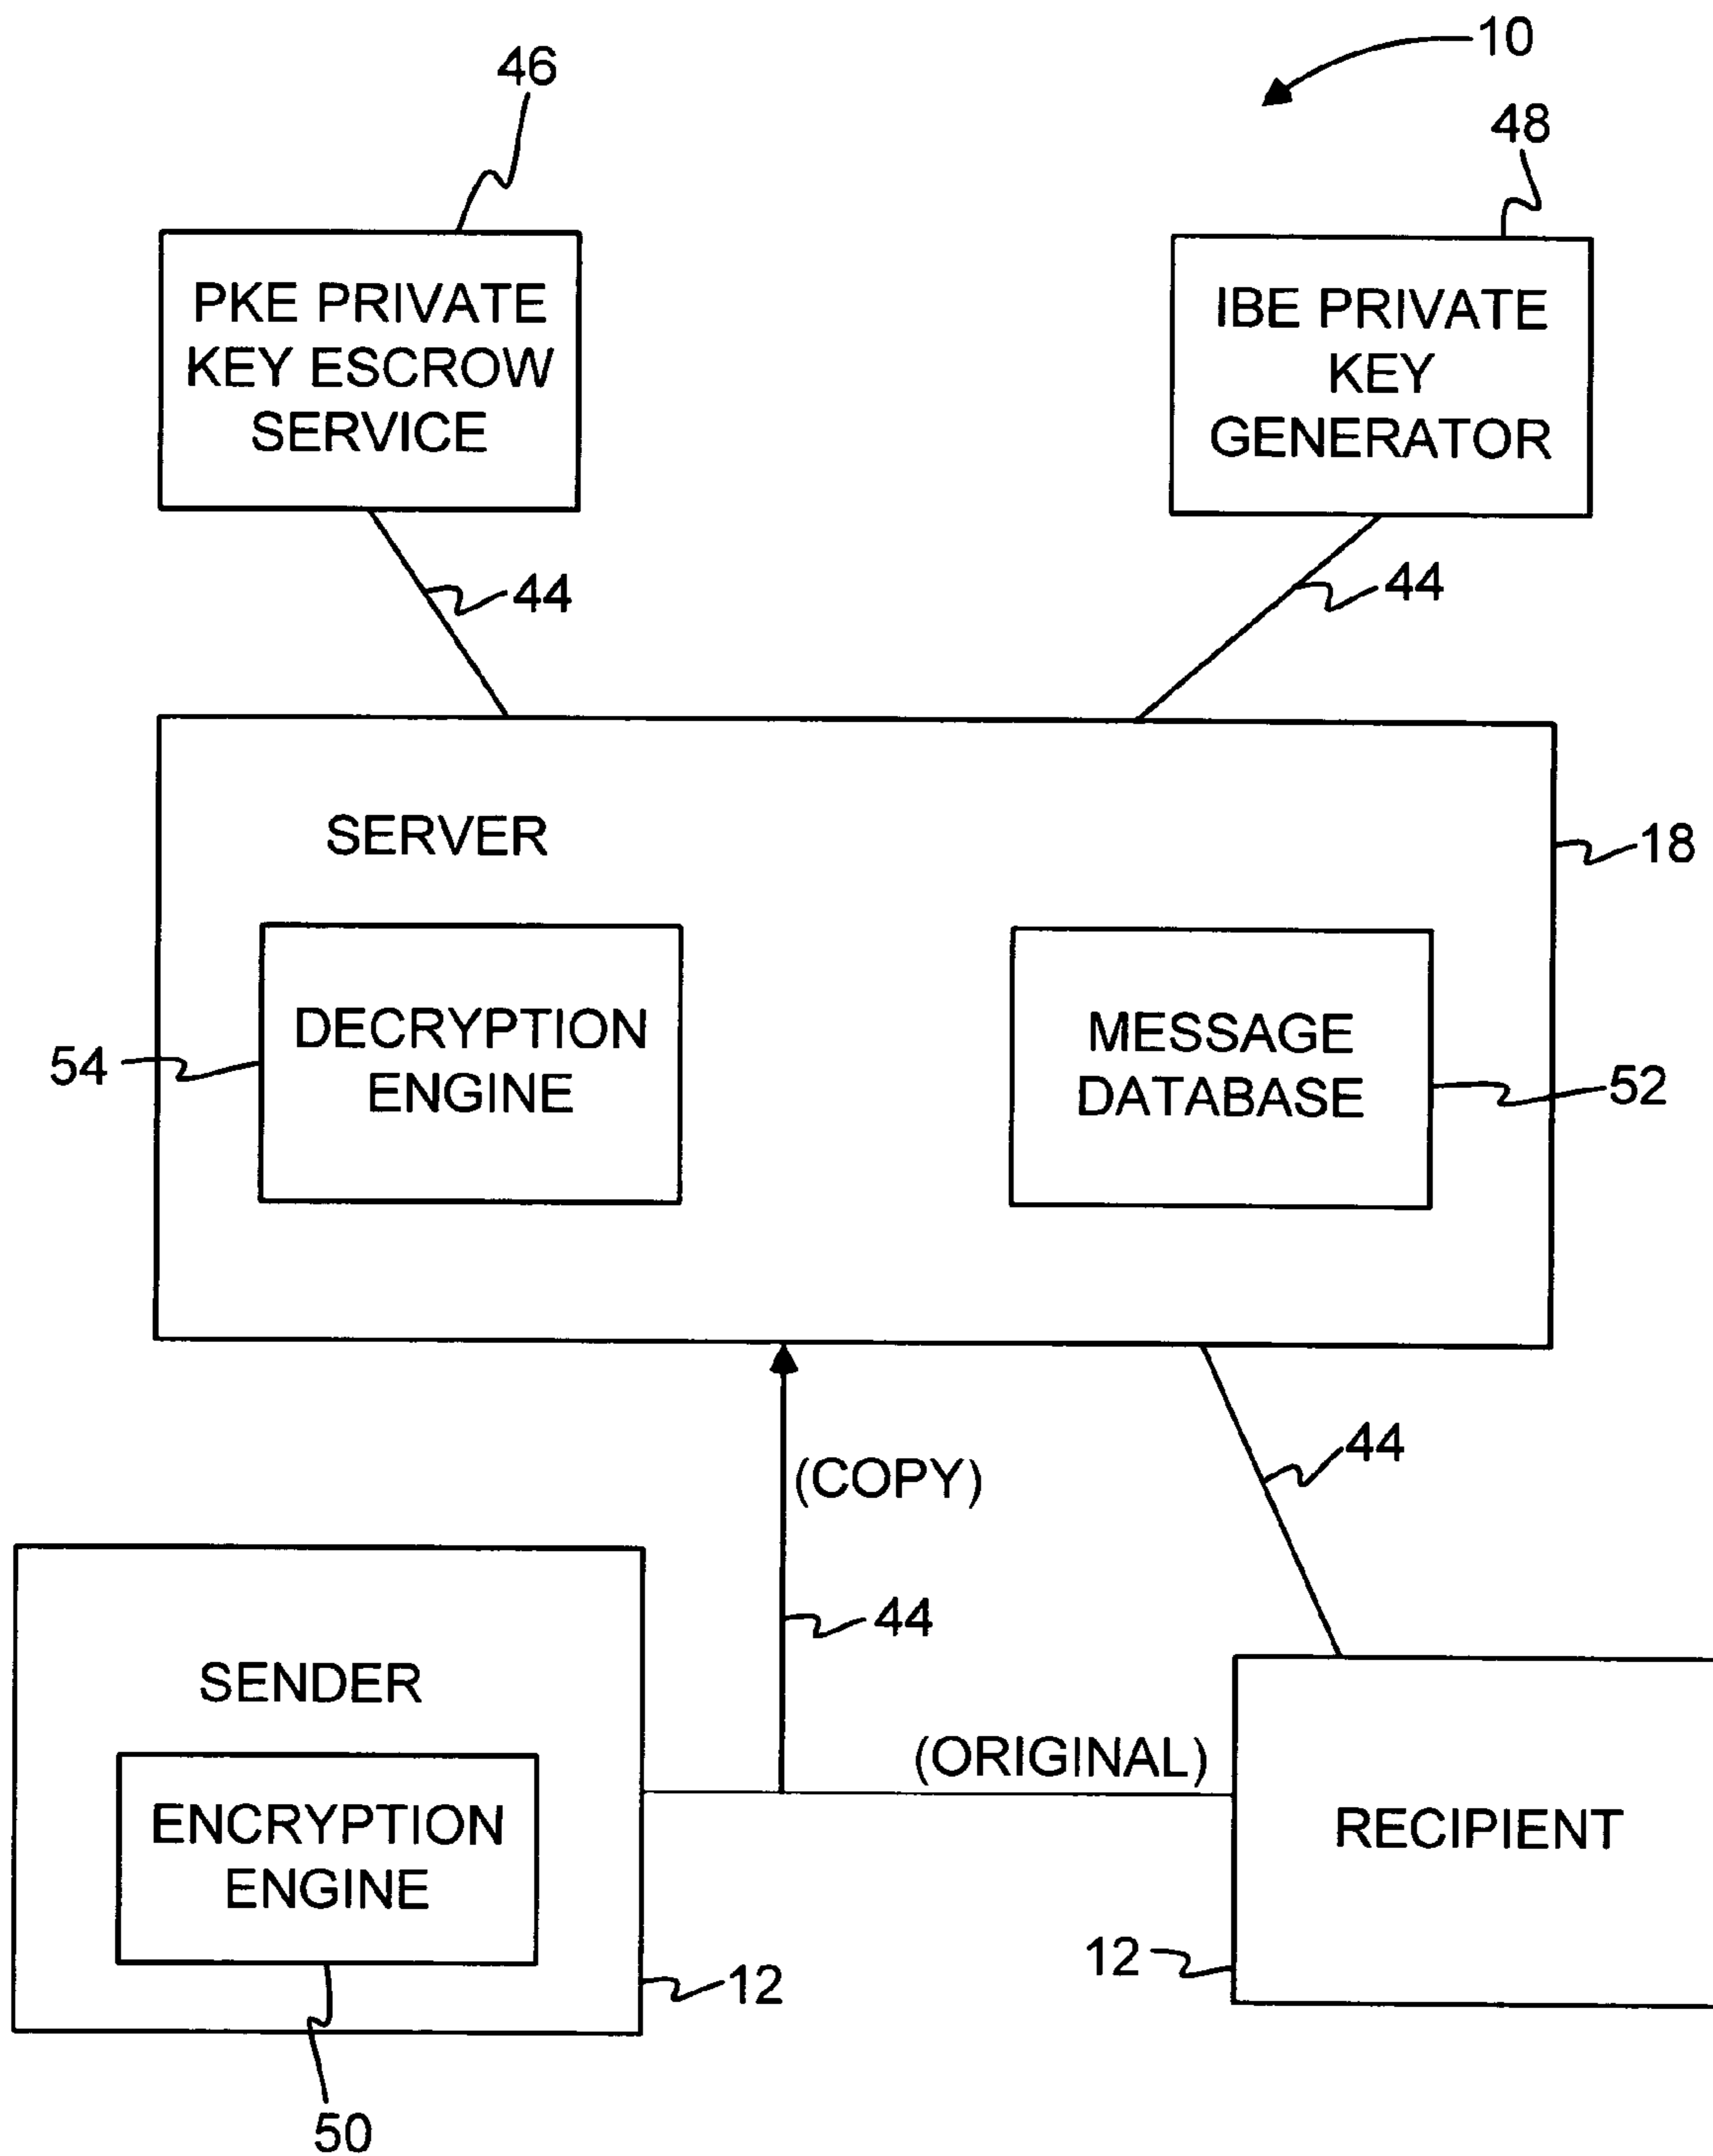 10
46
48
PKE PRIVATE
KEY ESCROW
SERVICE
IBE PRIVATE
KEY
GENERATOR
44
44
SERVER
18
DECRYPTION
ENGINE
54
MESSAGE
DATABASE
52
(COPY)
44
44
SENDER
ENCRYPTION
ENGINE
(ORIGINAL)
RECIPIENT
12
12
50